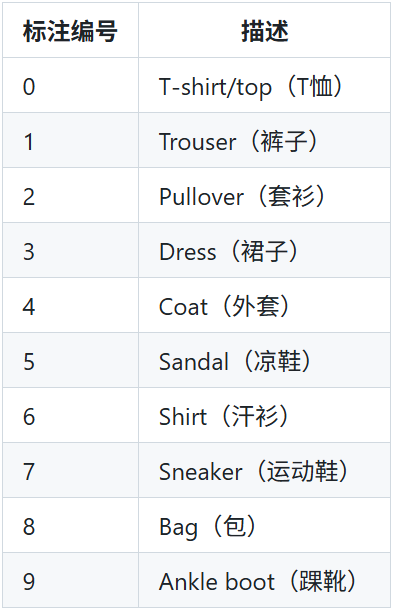 标注编号 描述
0 T-shirt/top（T恤）
1 Trouser（裤子）
2 Pullover（套衫）
3 Dress（裙子）
4 Coat（外套）
5 Sandal（凉鞋）
6 Shirt（汗衫）
7 Sneaker（运动鞋）
8 Bag（包）
9 Ankle boot（踝靴）